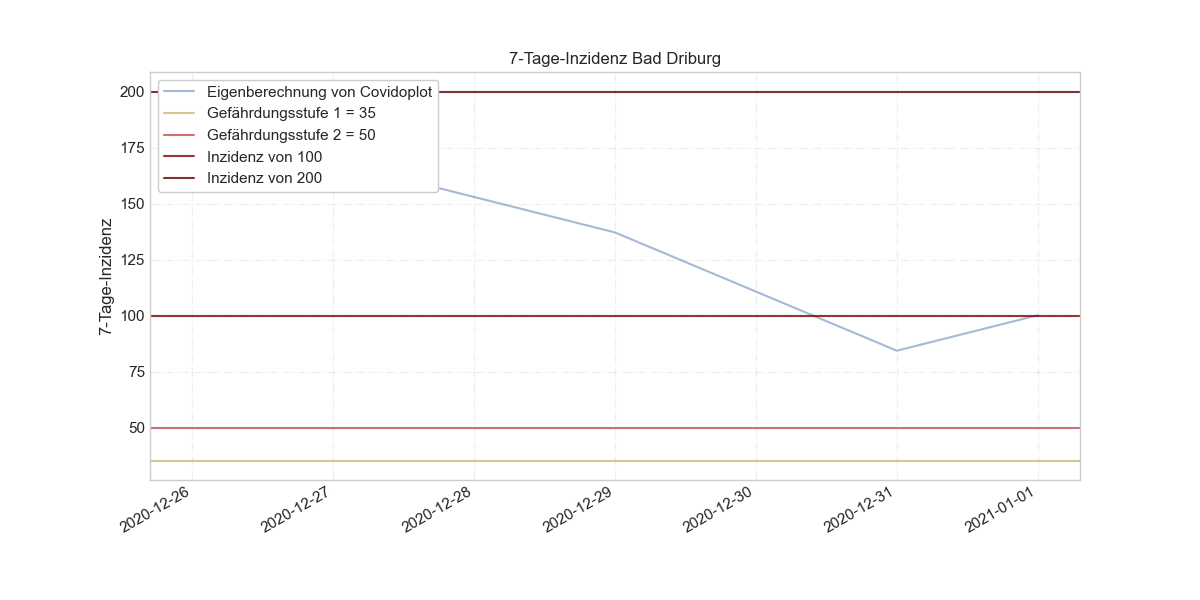 7-Tage-Inzidenz Bad Driburg
Eigenberechnung von Covidoplot
Gefährdungsstufe 1 = 35
Gefährdungsstufe 2 = 50
Inzidenz von 100
Inzidenz von 200
7-Tage-Inzidenz
200
175
150
125
100
75
50
2020-12-26
2020-12-27
2020-12-28
2020-12-29
2020-12-30
2020-12-31
2021-01-01